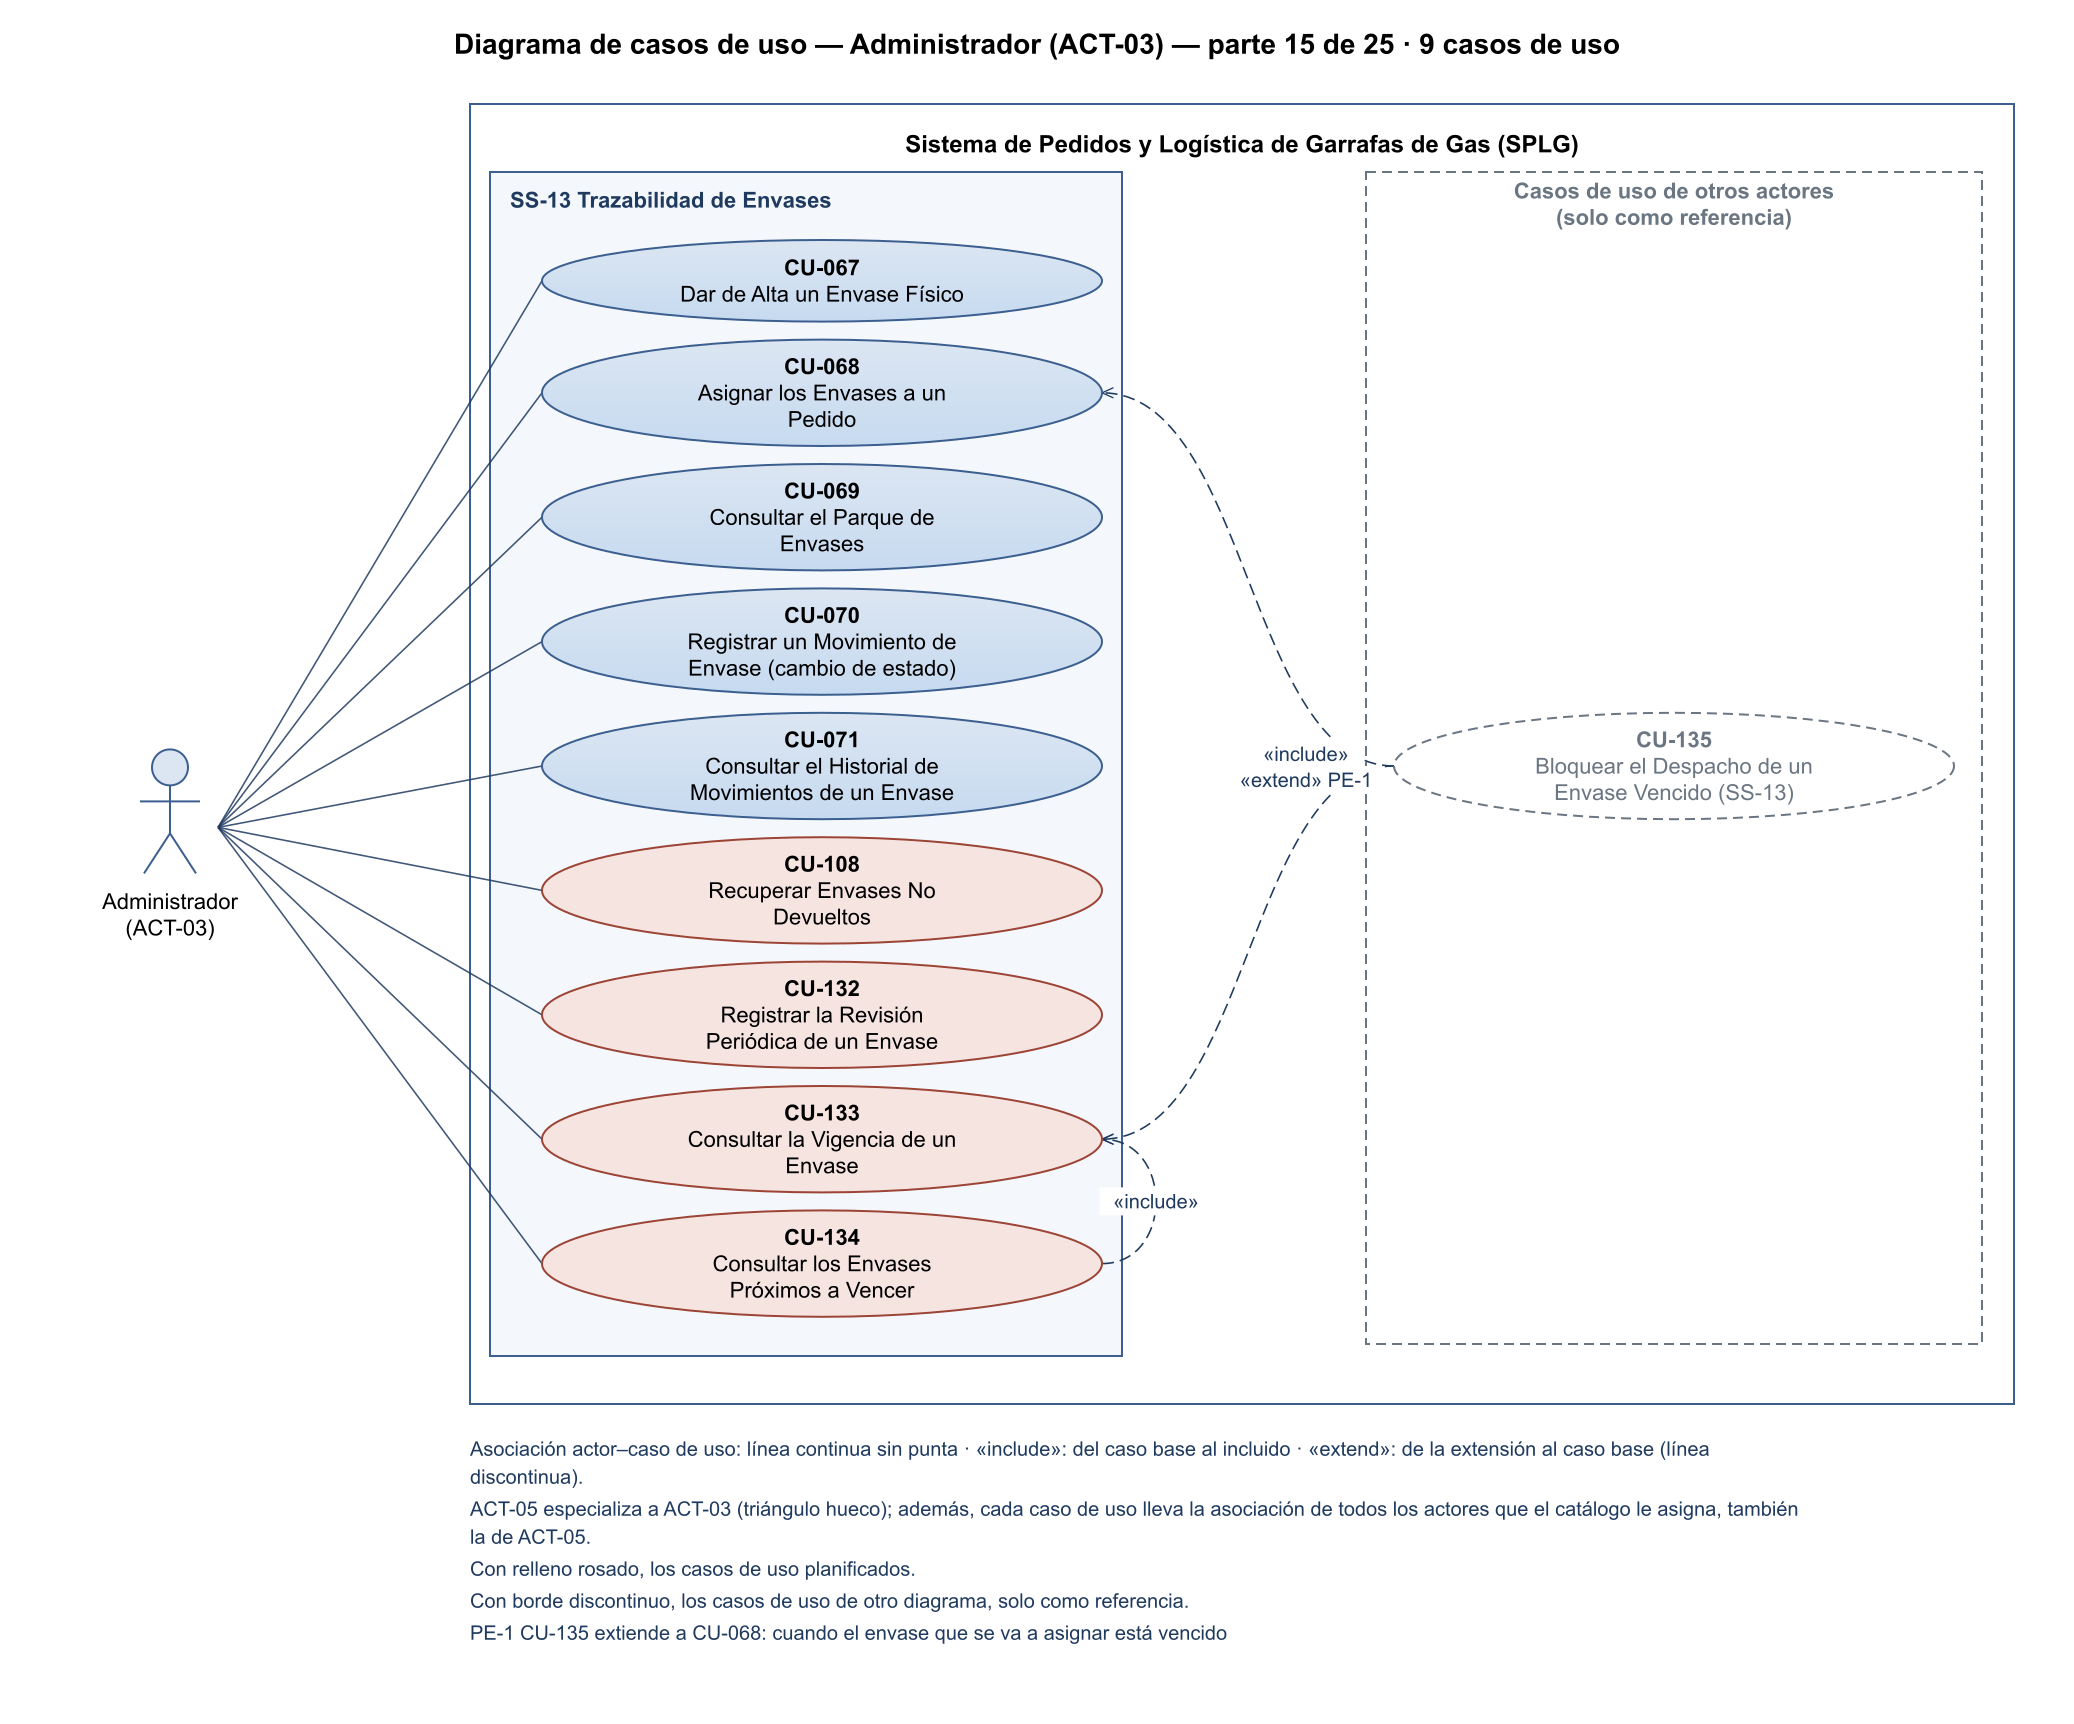 Diagrama de casos de uso — Administrador (ACT-03) — parte 15 de 25 · 9 casos de uso
Sistema de Pedidos y Logística de Garrafas de Gas (SPLG)
SS-13 Trazabilidad de Envases
Casos de uso de otros actores
(solo como referencia)
CU-067
Dar de Alta un Envase Físico
CU-068
Asignar los Envases a un
Pedido
CU-069
Consultar el Parque de
Envases
CU-070
Registrar un Movimiento de
Envase (cambio de estado)
CU-071
Consultar el Historial de
Movimientos de un Envase
«include»
«extend» PE-1
CU-135
Bloquear el Despacho de un
Envase Vencido (SS-13)
Administrador
(ACT-03)
CU-108
Recuperar Envases No
Devueltos
CU-132
Registrar la Revisión
Periódica de un Envase
CU-133
Consultar la Vigencia de un
Envase
«include»
CU-134
Consultar los Envases
Próximos a Vencer
Asociación actor–caso de uso: línea continua sin punta · «include»: del caso base al incluido · «extend»: de la extensión al caso base (línea
discontinua).
ACT-05 especializa a ACT-03 (triángulo hueco); además, cada caso de uso lleva la asociación de todos los actores que el catálogo le asigna, también
la de ACT-05.
Con relleno rosado, los casos de uso planificados.
Con borde discontinuo, los casos de uso de otro diagrama, solo como referencia.
PE-1 CU-135 extiende a CU-068: cuando el envase que se va a asignar está vencido